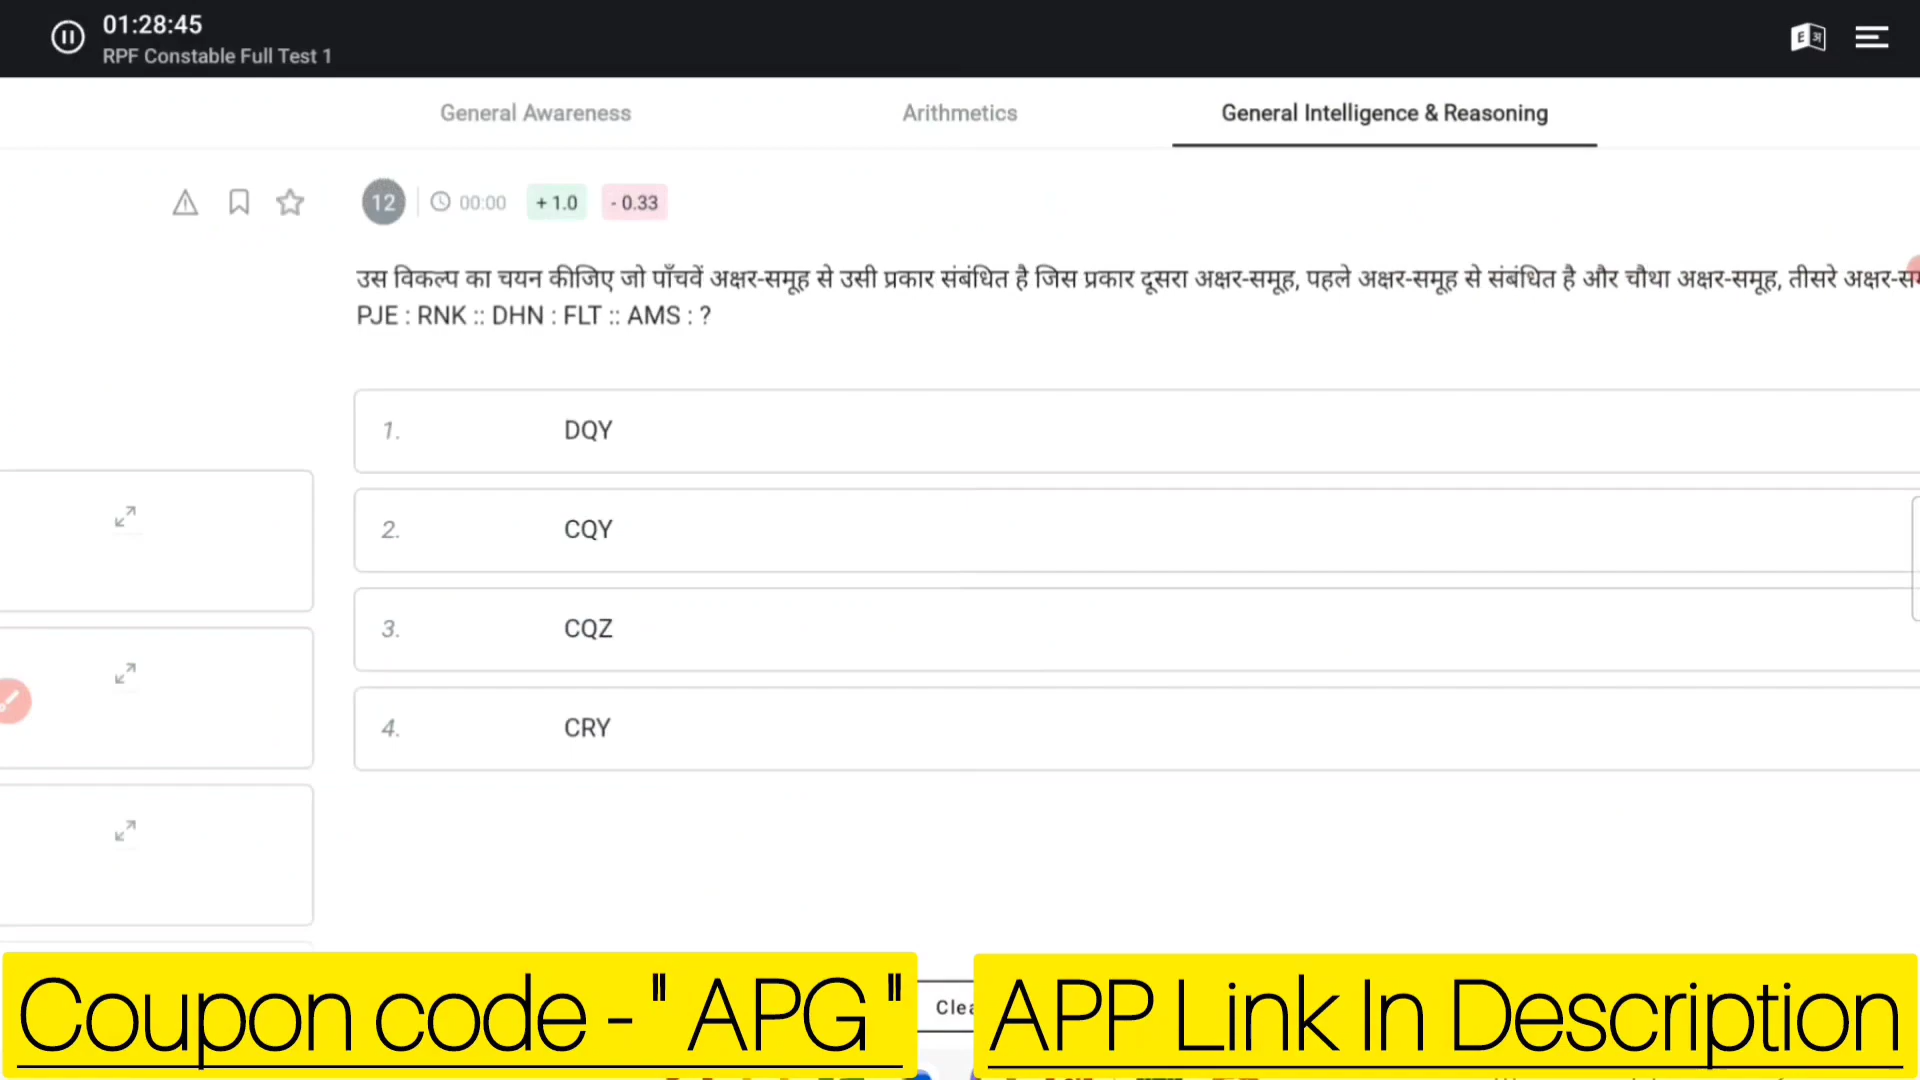 01:28:45
RPF Constable Full Test 1
E अ
General Awareness
Arithmetics
General Intelligence & Reasoning
12
00:00
+ 1.0
- 0.33
उस विकल्प का चयन कीजिए जो पाँचवें अक्षर-समूह से उसी प्रकार संबंधित है जिस प्रकार दूसरा अक्षर-समूह, पहले अक्षर-समूह से संबंधित है और चौथा अक्षर-समूह, तीसरे
PJE : RNK :: DHN : FLT :: AMS : ?
1. DQY
2. CQY
3. CQZ
4. CRY
Coupon code - " APG "
Clea
APP Link In Description